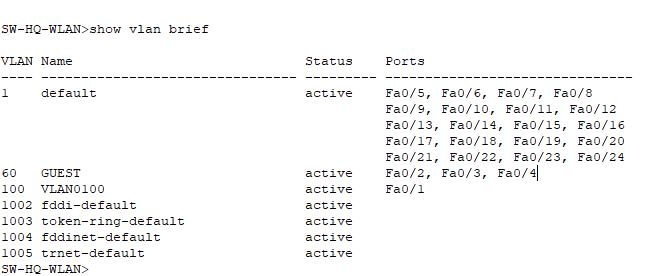 SW-HQ-WLAN>show vlan brief
VLAN Name                             Status    Ports
---- -------------------------------- --------- -------------------------------
1    default                          active    Fa0/5, Fa0/6, Fa0/7, Fa0/8
                                                Fa0/9, Fa0/10, Fa0/11, Fa0/12
                                                Fa0/13, Fa0/14, Fa0/15, Fa0/16
                                                Fa0/17, Fa0/18, Fa0/19, Fa0/20
                                                Fa0/21, Fa0/22, Fa0/23, Fa0/24
60   GUEST                            active    Fa0/2, Fa0/3, Fa0/4
100  VLAN0100                         active    Fa0/1
1002 fddi-default                     active
1003 token-ring-default               active
1004 fddinet-default                  active
1005 trnet-default                    active
SW-HQ-WLAN>